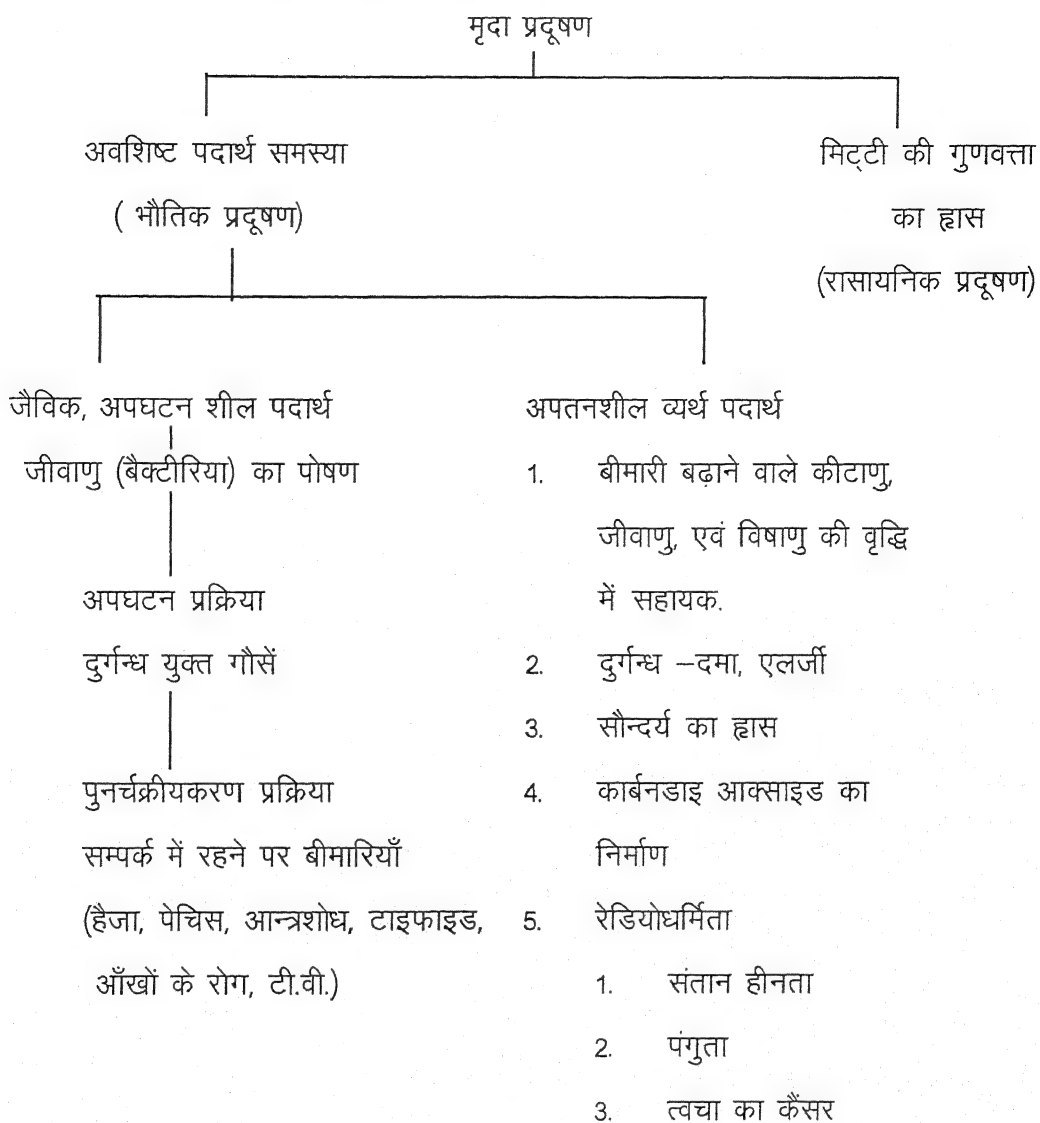 मृदा प्रदूषण
अवशिष्ट पदार्थ समस्या
( भौतिक प्रदूषण)
मिट्टी की गुणवत्ता
का ह्रास
(रासायनिक प्रदूषण)
जैविक, अपघटन शील पदार्थ
जीवाणु (बैक्टीरिया) का पोषण
अपघटन प्रक्रिया
दुर्गन्ध युक्त गौसें
पुनर्चक्रीयकरण प्रक्रिया
सम्पर्क में रहने पर बीमारियाँ
(हैजा, पेचिस, आन्त्रशोध, टाइफाइड,
आँखों के रोग, टी.वी.)
अपतनशील व्यर्थ पदार्थ
1. बीमारी बढ़ाने वाले कीटाणु,
जीवाणु, एवं विषाणु की वृद्धि
में सहायक.
2. दुर्गन्ध –दमा, एलर्जी
3. सौन्दर्य का ह्रास
4. कार्बनडाइ आक्साइड का
निर्माण
5. रेडियोधर्मिता
1. संतान हीनता
2. पंगुता
3. त्वचा का कैंसर